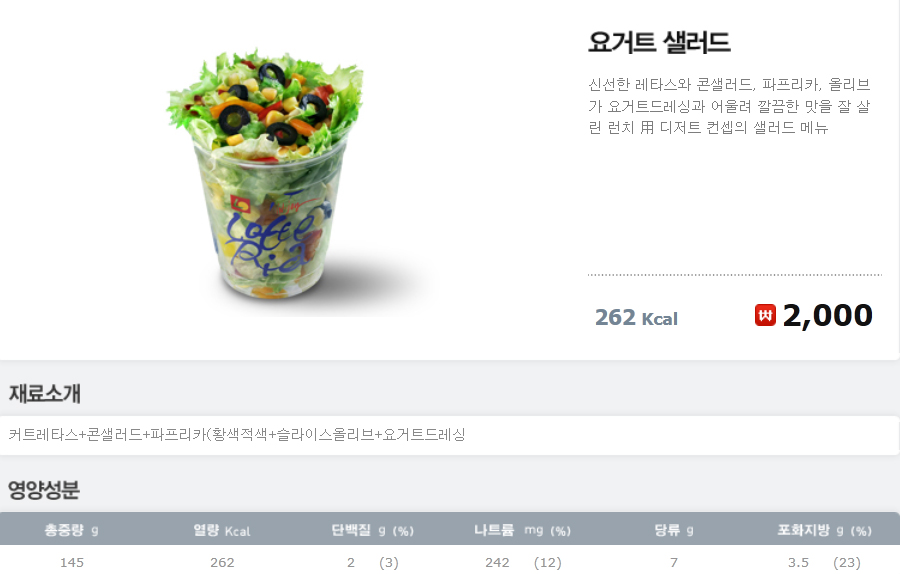 요거트 샐러드
신선한 레타스와 콘샐러드, 파프리카, 올리브
가 요거트드레싱과 어울려 깔끔한 맛을 잘 살
린 런치 用 디저트 컨셉의 샐러드 메뉴
Lotte
Ria
262 Kcal
₩ 2,000
재료소개
커트레타스+콘샐러드+파프리카(황색적색+슬라이스올리브+요거트드레싱
영양성분
총중량 g 열량 Kcal 단백질 g (%) 나트륨 mg (%) 당류 g 포화지방 g (%)
145 262 2 (3) 242 (12) 7 3.5 (23)